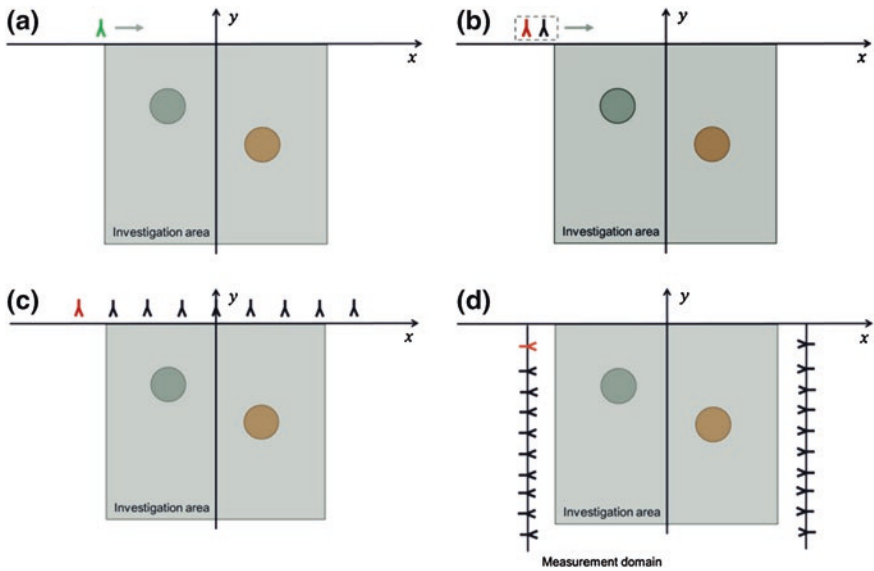 (a)
y
x
Investigation area
(b)
y
x
Investigation area
(c)
y
x
Investigation area
(d)
y
x
Investigation area
Measurement domain